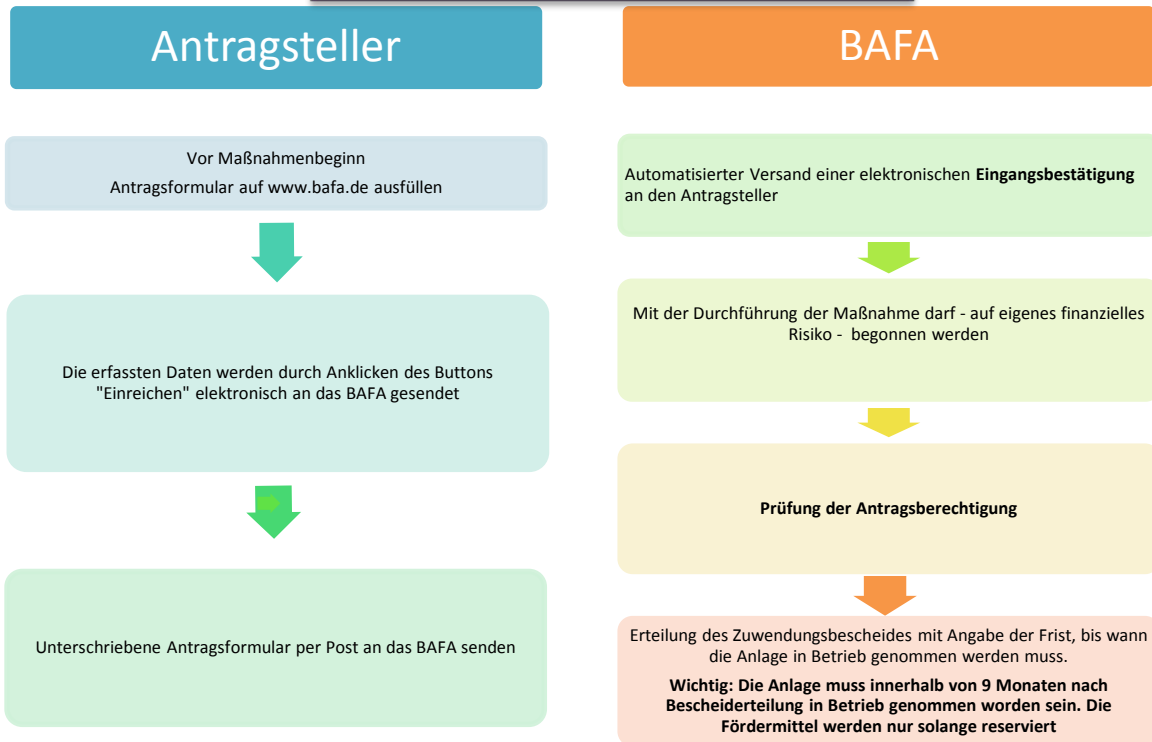 Antragsteller
Vor Maßnahmenbeginn
Antragsformular auf www.bafa.de ausfüllen
Die erfassten Daten werden durch Anklicken des Buttons
"Einreichen" elektronisch an das BAFA gesendet
Unterschriebene Antragsformular per Post an das BAFA senden
BAFA
Automatisierter Versand einer elektronischen Eingangsbestätigung
an den Antragsteller
Mit der Durchführung der Maßnahme darf - auf eigenes finanzielles
Risiko - begonnen werden
Prüfung der Antragsberechtigung
Erteilung des Zuwendungsbescheides mit Angabe der Frist, bis wann
die Anlage in Betrieb genommen werden muss.
Wichtig: Die Anlage muss innerhalb von 9 Monaten nach
Bescheiderteilung in Betrieb genommen worden sein. Die
Fördermittel werden nur solange reserviert